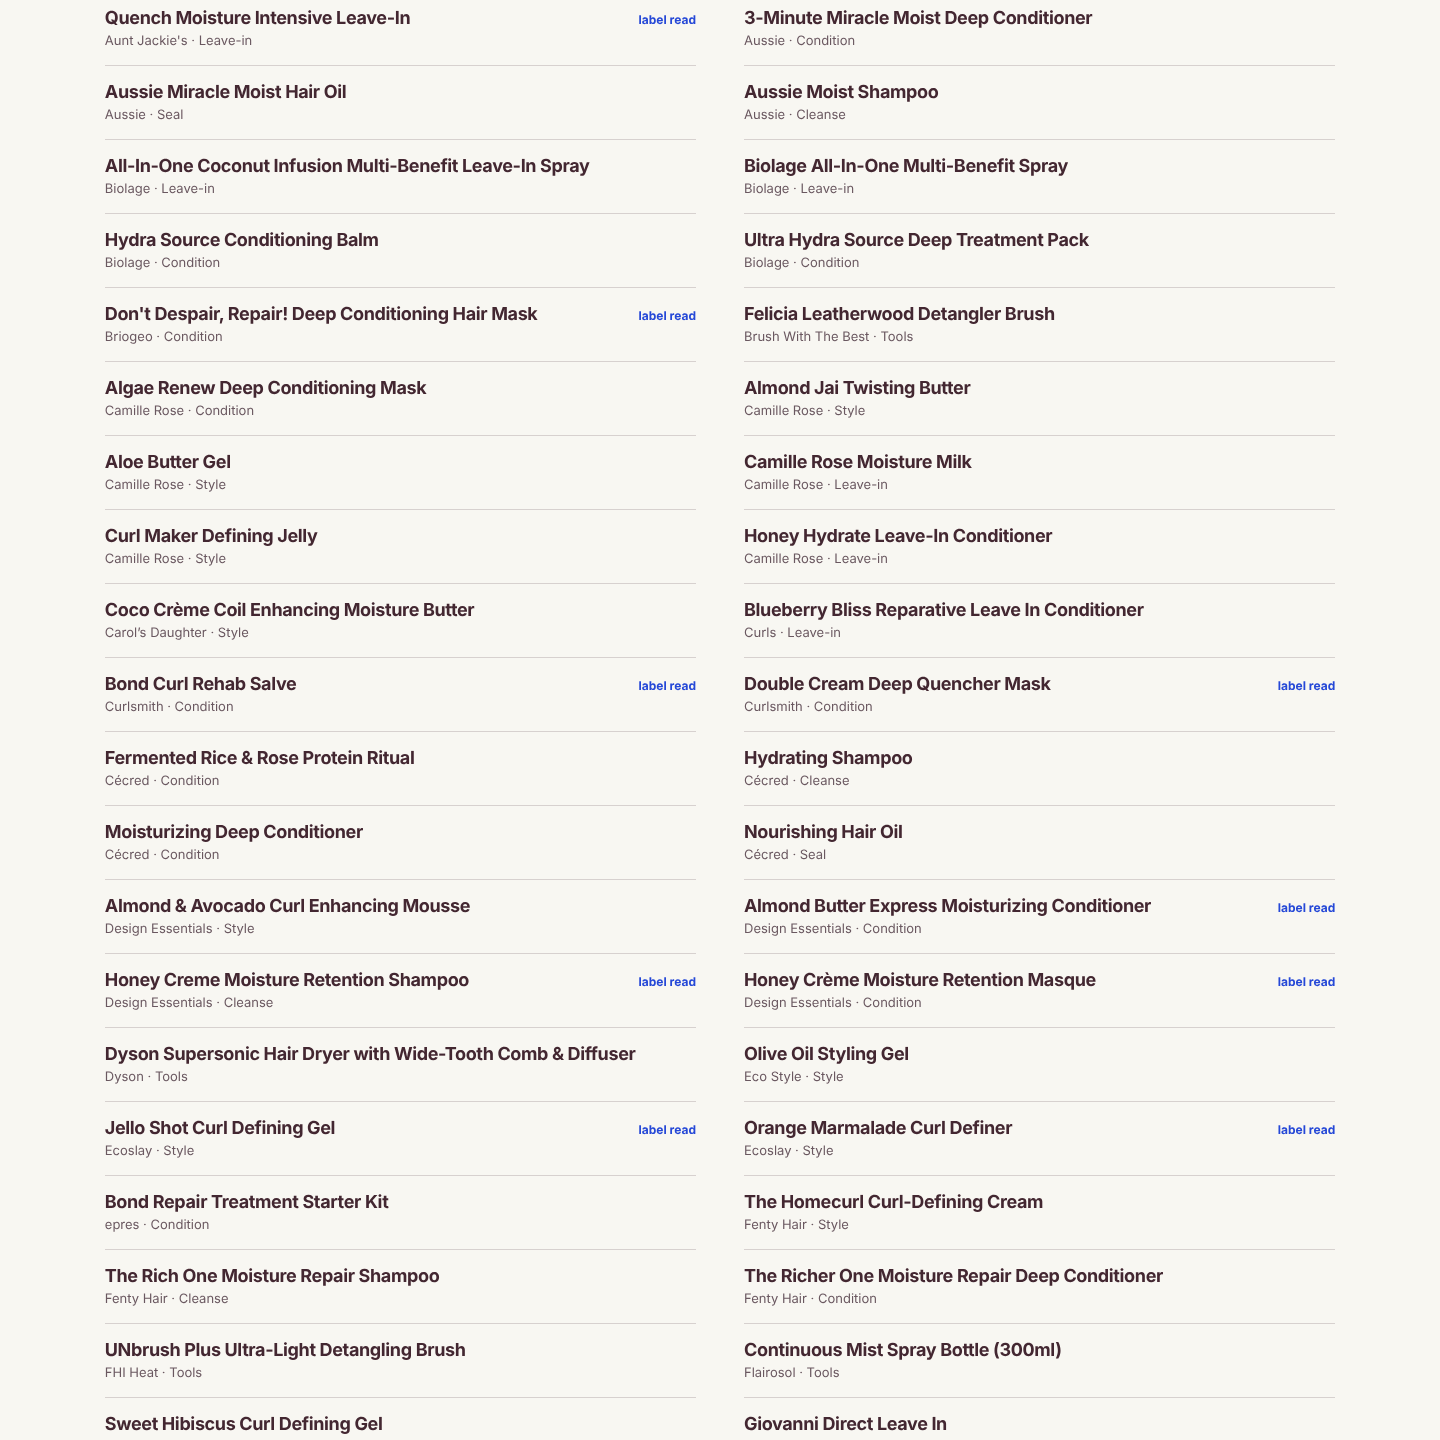 Quench Moisture Intensive Leave-In
label read
Aunt Jackie's · Leave-in
3-Minute Miracle Moist Deep Conditioner
Aussie · Condition
Aussie Miracle Moist Hair Oil
Aussie · Seal
Aussie Moist Shampoo
Aussie · Cleanse
All-In-One Coconut Infusion Multi-Benefit Leave-In Spray
Biolage · Leave-in
Biolage All-In-One Multi-Benefit Spray
Biolage · Leave-in
Hydra Source Conditioning Balm
Biolage · Condition
Ultra Hydra Source Deep Treatment Pack
Biolage · Condition
Don't Despair, Repair! Deep Conditioning Hair Mask
label read
Briogeo · Condition
Felicia Leatherwood Detangler Brush
Brush With The Best · Tools
Algae Renew Deep Conditioning Mask
Camille Rose · Condition
Almond Jai Twisting Butter
Camille Rose · Style
Aloe Butter Gel
Camille Rose · Style
Camille Rose Moisture Milk
Camille Rose · Leave-in
Curl Maker Defining Jelly
Camille Rose · Style
Honey Hydrate Leave-In Conditioner
Camille Rose · Leave-in
Coco Crème Coil Enhancing Moisture Butter
Carol's Daughter · Style
Blueberry Bliss Reparative Leave In Conditioner
Curls · Leave-in
Bond Curl Rehab Salve
label read
Curlsmith · Condition
Double Cream Deep Quencher Mask
label read
Curlsmith · Condition
Fermented Rice & Rose Protein Ritual
Cécred · Condition
Hydrating Shampoo
Cécred · Cleanse
Moisturizing Deep Conditioner
Cécred · Condition
Nourishing Hair Oil
Cécred · Seal
Almond & Avocado Curl Enhancing Mousse
Design Essentials · Style
Almond Butter Express Moisturizing Conditioner
label read
Design Essentials · Condition
Honey Creme Moisture Retention Shampoo
label read
Design Essentials · Cleanse
Honey Crème Moisture Retention Masque
label read
Design Essentials · Condition
Dyson Supersonic Hair Dryer with Wide-Tooth Comb & Diffuser
Dyson · Tools
Olive Oil Styling Gel
Eco Style · Style
Jello Shot Curl Defining Gel
label read
Ecoslay · Style
Orange Marmalade Curl Definer
label read
Ecoslay · Style
Bond Repair Treatment Starter Kit
epres · Condition
The Homecurl Curl-Defining Cream
Fenty Hair · Style
The Rich One Moisture Repair Shampoo
Fenty Hair · Cleanse
The Richer One Moisture Repair Deep Conditioner
Fenty Hair · Condition
UNbrush Plus Ultra-Light Detangling Brush
FHI Heat · Tools
Continuous Mist Spray Bottle (300ml)
Flairosol · Tools
Sweet Hibiscus Curl Defining Gel
Giovanni Direct Leave In